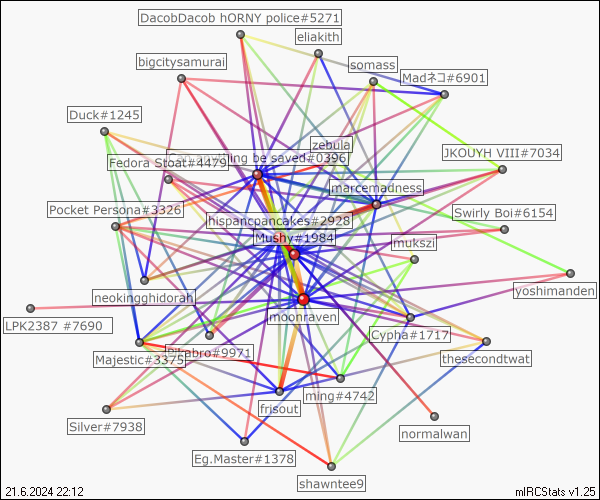 DacobDacob hORNY police#5271
eliakith
bigcitysamurai
somass
Madネコ#6901
Duck#1245
zebula
JKOUYH VIII#7034
Fedora Stoat#4479
ing be saved#0396
marcemadness
Pocket Persona#3326
hispancpancakes#2928
Swirly Boi#6154
Mushy#1984
mukszi
neokingghidorah
yoshimanden
moonraven
LPK2387 #7690
Cypha#1717
Majestic#3375
#9971
thesecondtwat
ming#4742
frisout
Silver#7938
normalwan
Eg.Master#1378
shawntee9
21.6.2024 22:12
mIRCStats v1.25